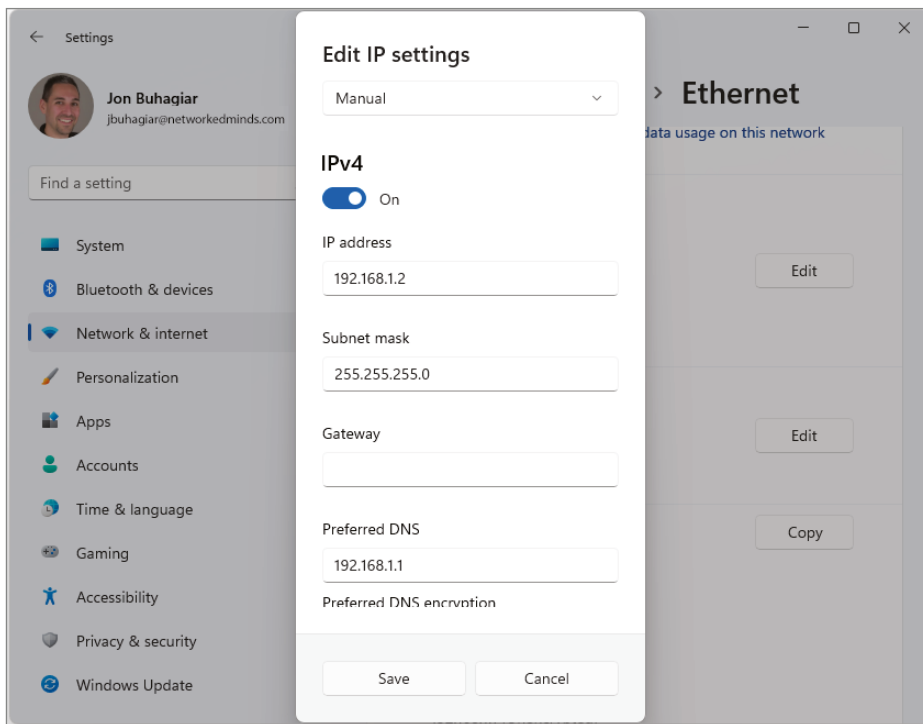 Settings
Jon Buhagiar
jbuhagiar@networkedminds.com
Find a setting
System
Bluetooth & devices
Network & internet
Personalization
Apps
Accounts
Time & language
Gaming
Accessibility
Privacy & security
Windows Update
Edit IP settings
Manual
IPv4
On
IP address
192.168.1.2
Subnet mask
255.255.255.0
Gateway
Preferred DNS
192.168.1.1
Preferred DNS encryption
Save
Cancel
> Ethernet
data usage on this network
Edit
Edit
Copy